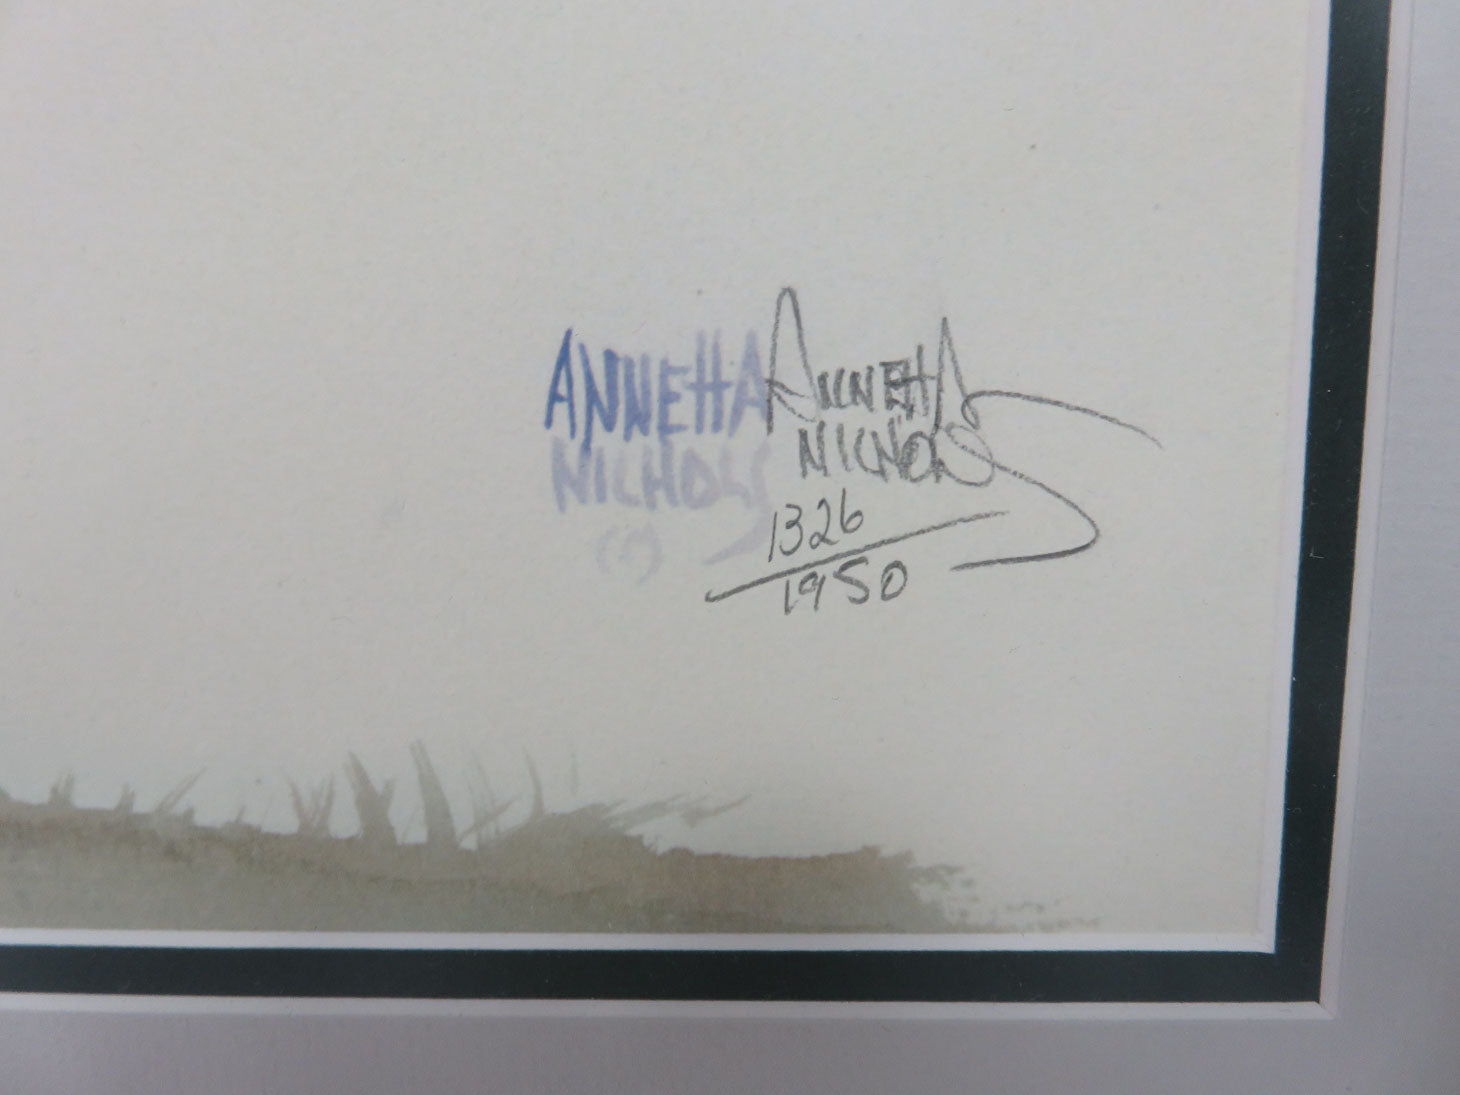 ANNETTA ANNETTA
NICHOLS NICHOLS
1326
1950